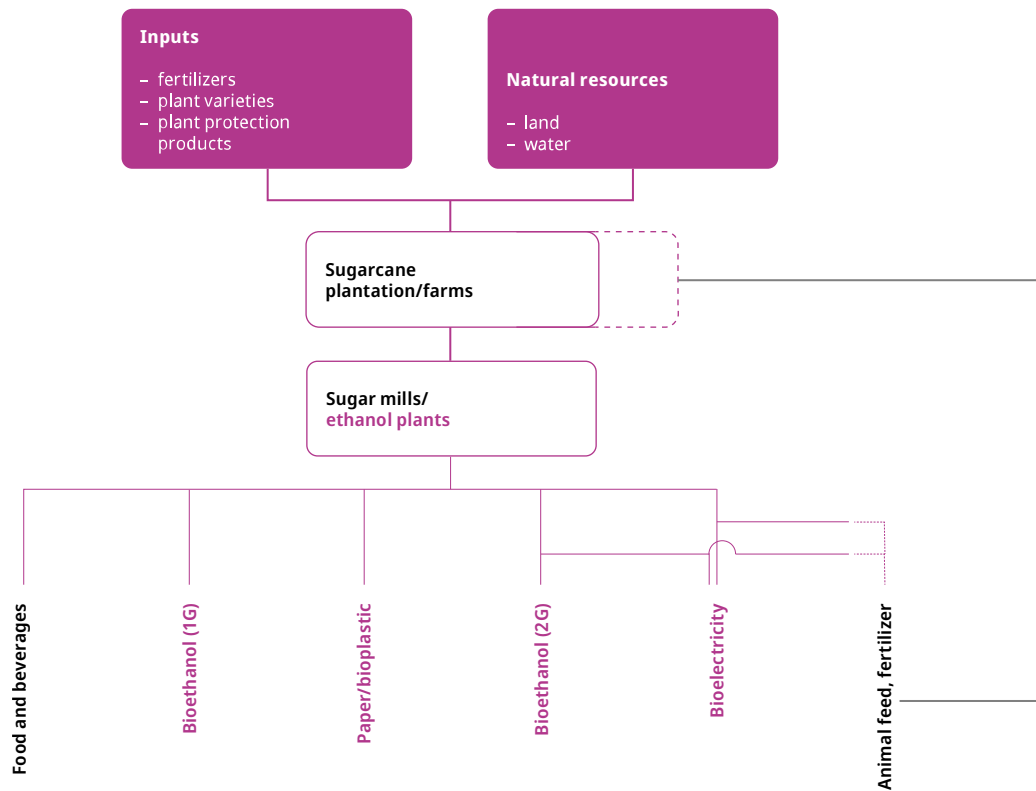 Inputs
– fertilizers
– plant varieties
– plant protection
products
Natural resources
– land
– water
Sugarcane
plantation/farms
Sugar mills/
ethanol plants
Food and beverages
Bioethanol (1G)
Paper/bioplastic
Bioethanol (2G)
Bioelectricity
Animal feed, fertilizer